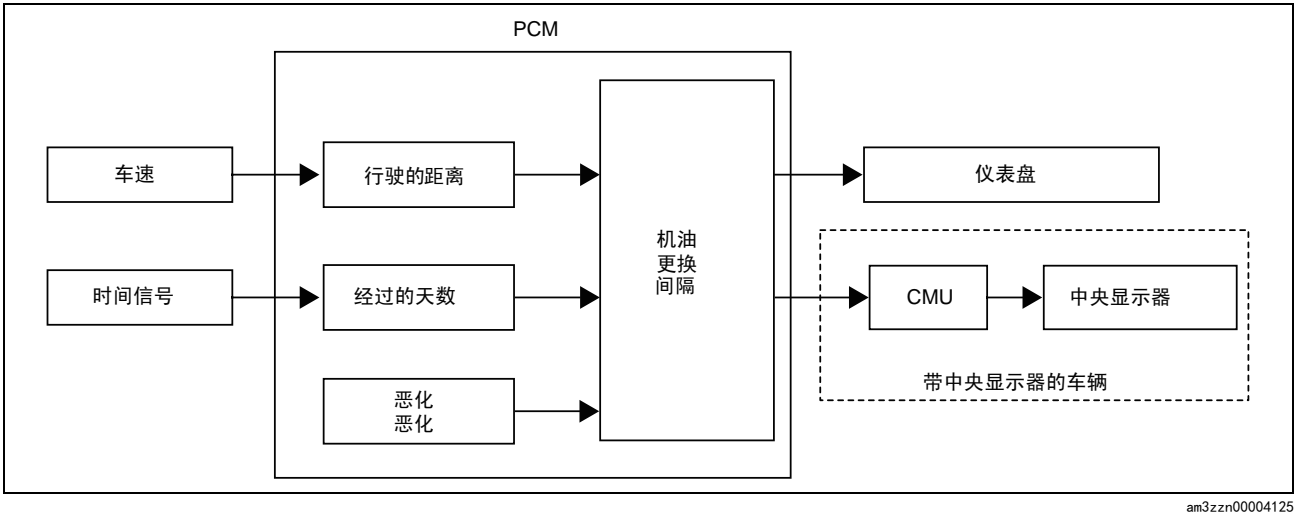 PCM
车速
行驶的距离
仪表盘
时间信号
经过的天数
机油
更换
间隔
CMU
中央显示器
带中央显示器的车辆
恶化
恶化
am3zzn00004125